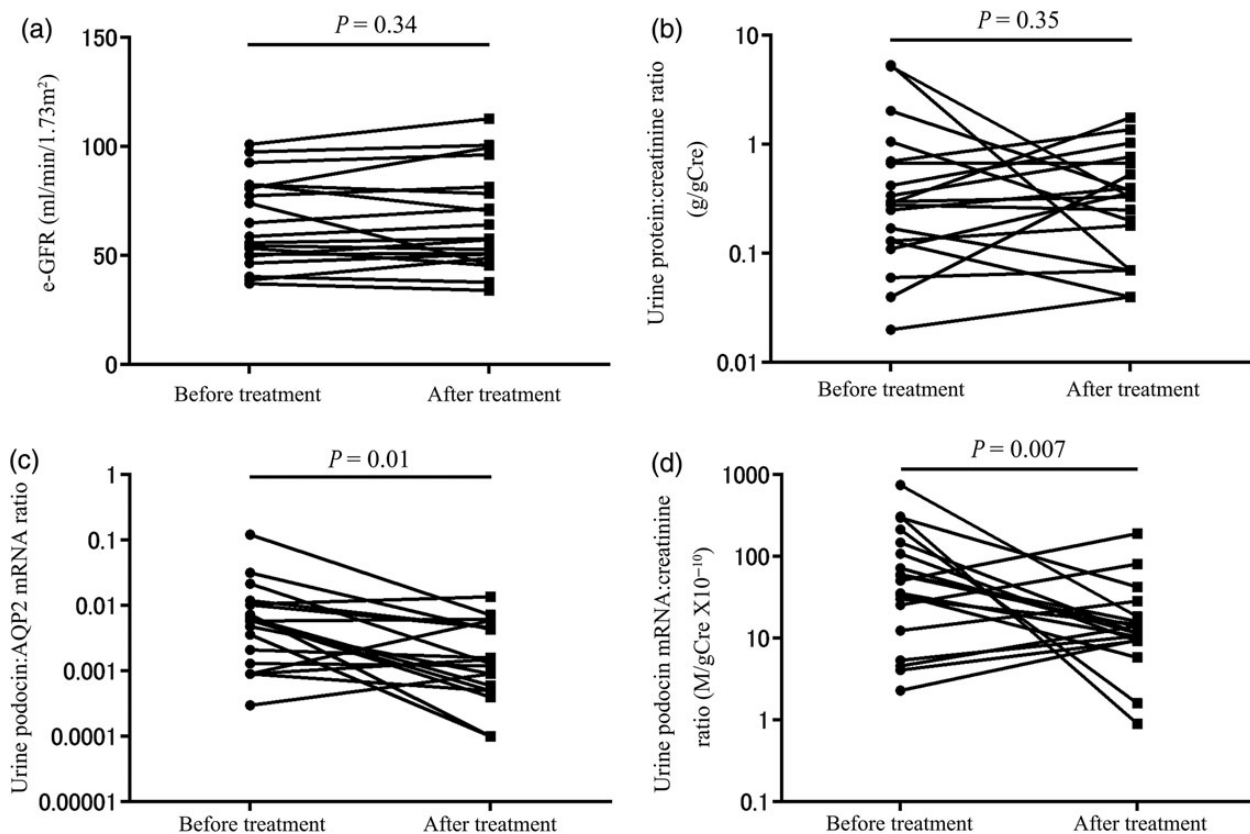 (a)
P = 0.34
e-GFR (ml/min/1.73m²)
150
100
50
0
Before treatment
After treatment
(b)
P = 0.35
Urine protein:creatinine ratio
(g/gCre)
10
1
0.1
0.01
Before treatment
After treatment
(c)
P = 0.01
Urine podocin:AQP2 mRNA ratio
1
0.1
0.01
0.001
0.0001
0.00001
Before treatment
After treatment
(d)
P = 0.007
Urine podocin mRNA:creatinine
ratio (M/gCre X10⁻¹⁰)
1000
100
10
1
0.1
Before treatment
After treatment